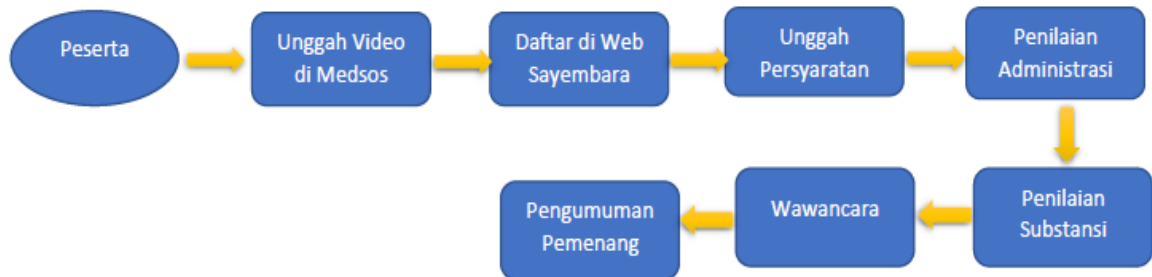 Peserta
Unggah Video
di Medsos
Daftar di Web
Sayembara
Unggah
Persyaratan
Penilaian
Administrasi
Penilaian
Substansi
Wawancara
Pengumuman
Pemenang